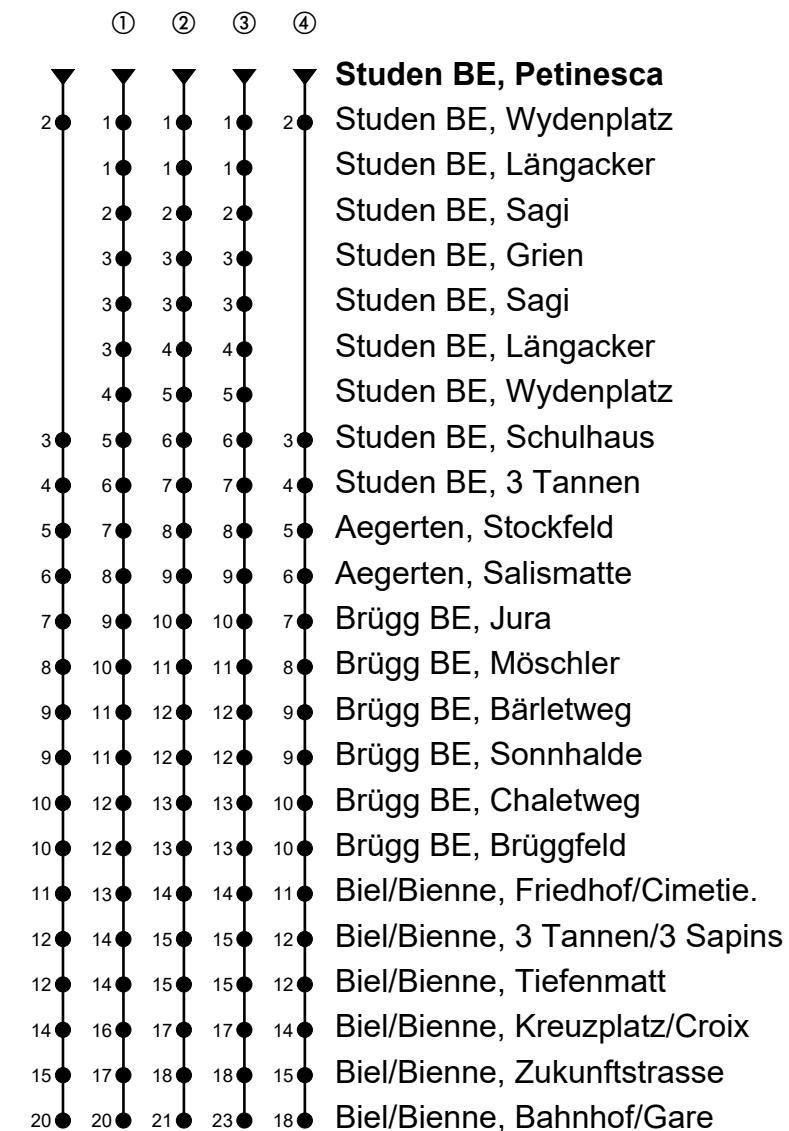 ① ② ③ ④
Studen BE, Petinesca
2 1 1 1 2 Studen BE, Wydenplatz
1 1 1 Studen BE, Längacker
2 2 2 Studen BE, Sagi
3 3 3 Studen BE, Grien
3 3 3 Studen BE, Sagi
3 4 4 Studen BE, Längacker
4 5 5 Studen BE, Wydenplatz
3 5 6 6 3 Studen BE, Schulhaus
4 6 7 7 4 Studen BE, 3 Tannen
5 7 8 8 5 Aegerten, Stockfeld
6 8 9 9 6 Aegerten, Salismatte
7 9 10 10 7 Brügg BE, Jura
8 10 11 11 8 Brügg BE, Möschler
9 11 12 12 9 Brügg BE, Bärletweg
9 11 12 12 9 Brügg BE, Sonnhalde
10 12 13 13 10 Brügg BE, Chaletweg
10 12 13 13 10 Brügg BE, Brüggfeld
11 13 14 14 11 Biel/Bienne, Friedhof/Cimetie.
12 14 15 15 12 Biel/Bienne, 3 Tannen/3 Sapins
12 14 15 15 12 Biel/Bienne, Tiefenmatt
14 16 17 17 14 Biel/Bienne, Kreuzplatz/Croix
15 17 18 18 15 Biel/Bienne, Zukunftstrasse
20 20 21 23 18 Biel/Bienne, Bahnhof/Gare